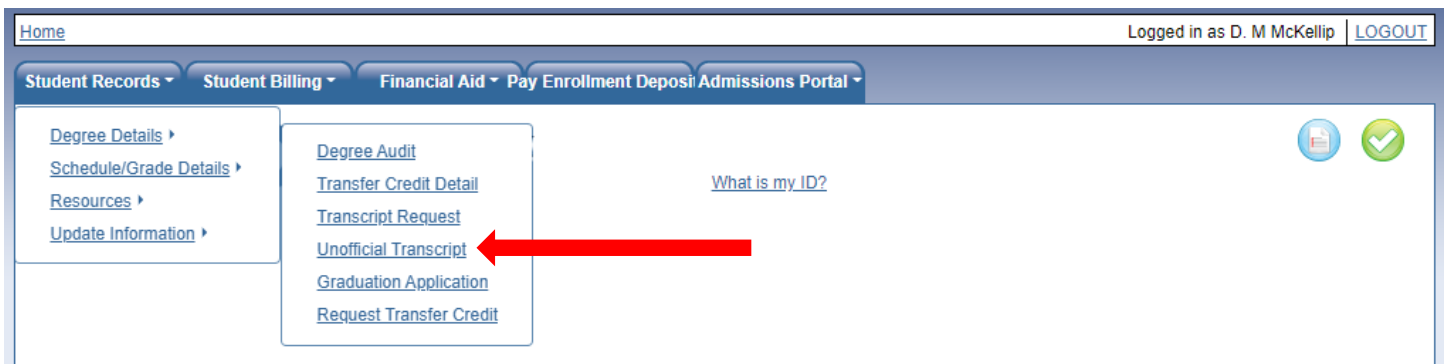 Home
Logged in as D. M McKellip
LOGOUT
Student Records
Student Billing
Financial Aid
Pay Enrollment Deposi
Admissions Portal
Degree Details
Schedule/Grade Details
Resources
Update Information
Degree Audit
Transfer Credit Detail
Transcript Request
Unofficial Transcript
Graduation Application
Request Transfer Credit
What is my ID?